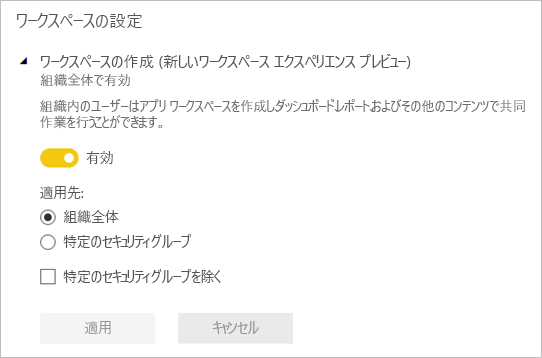 ワークスペースの設定
ワークスペースの作成 (新しいワークスペース エクスペリエンス プレビュー)
組織全体で有効
組織内のユーザーはアプリ ワークスペースを作成しダッシュボードレポートおよびその他のコンテンツで共同
作業を行うことができます。
有効
適用先:
組織全体
特定のセキュリティグループ
特定のセキュリティグループを除く
適用
キャンセル